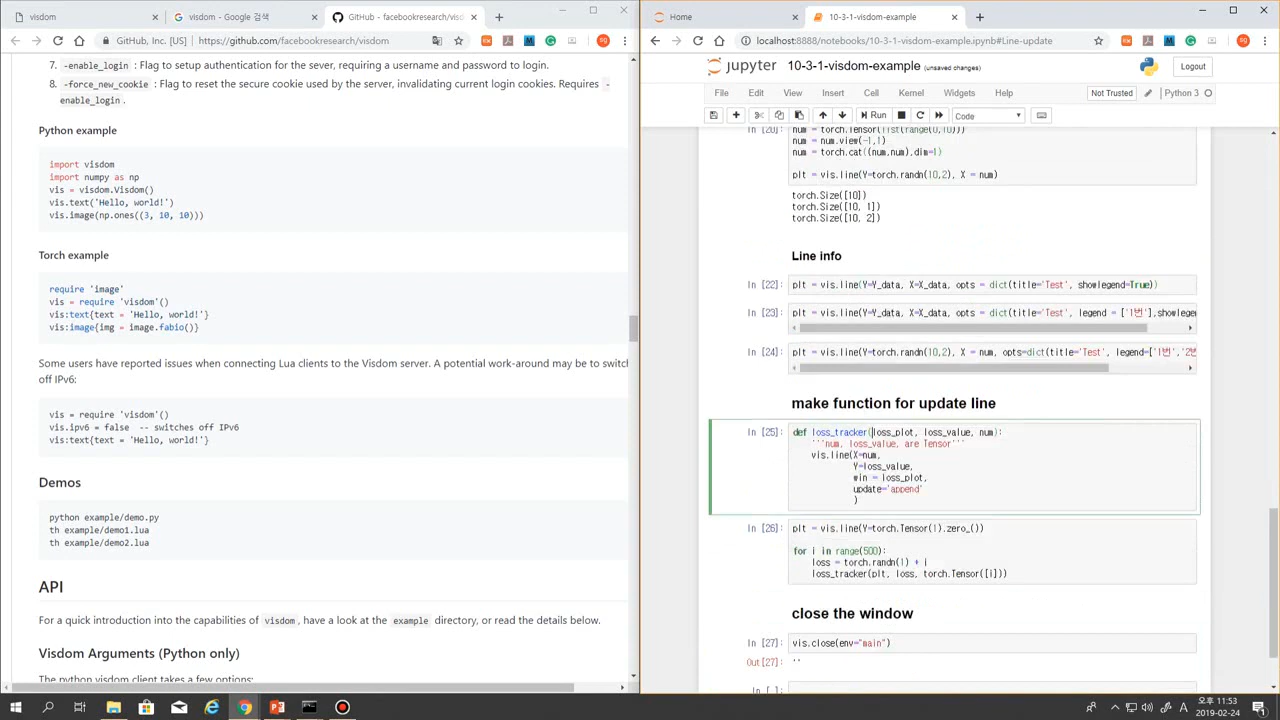 visdom
visdom - Google 검색
GitHub - facebookresearch/visd
GitHub, Inc. [US]
https://github.com/facebookresearch/visdom
7. -enable_login : Flag to setup authentication for the sever, requiring a username and password to login.
8. -force_new_cookie : Flag to reset the secure cookie used by the server, invalidating current login cookies. Requires -
enable_login .
Python example
import visdom
import numpy as np
vis = visdom.Visdom()
vis.text('Hello, world!')
vis.image(np.ones((3, 10, 10)))
Torch example
require 'image'
vis = require 'visdom'()
vis:text{text = 'Hello, world!'}
vis:image{img = image.fabio()}
Some users have reported issues when connecting Lua clients to the Visdom server. A potential work-around may be to switch
off IPv6:
vis = require 'visdom'()
vis.ipv6 = false  -- switches off IPv6
vis:text{text = 'Hello, world!'}
Demos
python example/demo.py
th example/demo1.lua
th example/demo2.lua
API
For a quick introduction into the capabilities of visdom , have a look at the example directory, or read the details below.
Visdom Arguments (Python only)
The python visdom client takes a few options:
Home
10-3-1-visdom-example
localhost:8888/notebooks/10-3-1-visdom-example.ipynb#Line-update
jupyter 10-3-1-visdom-example (unsaved changes)
Logout
File Edit View Insert Cell Kernel Widgets Help
Not Trusted
Python 3
Run
Code
In [20]: num = torch.Tensor(list(range(0,10)))
num = num.view(-1,1)
num = torch.cat((num,num),dim=1)
plt = vis.line(Y=torch.randn(10,2), X = num)
torch.Size([10])
torch.Size([10, 1])
torch.Size([10, 2])
Line info
In [22]: plt = vis.line(Y=Y_data, X=X_data, opts = dict(title='Test', showlegend=True))
In [23]: plt = vis.line(Y=Y_data, X=X_data, opts = dict(title='Test', legend = ['1번'],showlege
In [24]: plt = vis.line(Y=torch.randn(10,2), X = num, opts=dict(title='Test', legend=['1번','2번
make function for update line
In [25]: def loss_tracker(loss_plot, loss_value, num):
'''num, loss_value, are Tensor'''
vis.line(X=num,
Y=loss_value,
win = loss_plot,
update='append'
)
In [26]: plt = vis.line(Y=torch.Tensor(1).zero_())
for i in range(500):
loss = torch.randn(1) + i
loss_tracker(plt, loss, torch.Tensor([i]))
close the window
In [27]: vis.close(env="main")
Out[27]: ''
In [ ]:
오후 11:53
2019-02-24